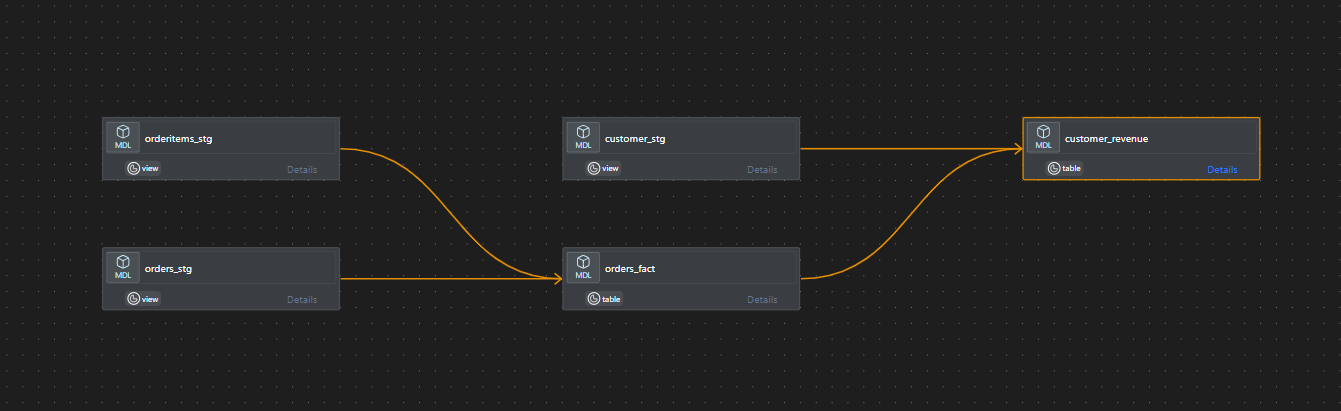 orderitems_stg
MDL
view
Details
customer_stg
MDL
view
Details
customer_revenue
MDL
table
Details
orders_stg
MDL
view
Details
orders_fact
MDL
table
Details